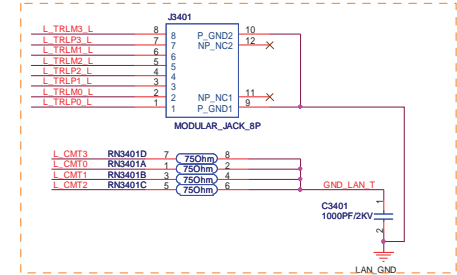 J3401
L_TRLM3_L 8 8 P_GND2 10
L_TRLP3_L 7 7 NP_NC2 12
L_TRLM1_L 6 6
L_TRLM2_L 5 5
L_TRLP2_L 4 4
L_TRLP1_L 3 3
L_TRLM0_L 2 2 NP_NC1 11
L_TRLP0_L 1 1 P_GND1 9
MODULAR_JACK_8P
L_CMT3 RN3401D 7 75Ohm 8
L_CMT0 RN3401A 1 75Ohm 2
L_CMT1 RN3401B 3 75Ohm 4
L_CMT2 RN3401C 5 75Ohm 6 GND_LAN_T
1
C3401
1000PF/2KV
2
LAN_GND